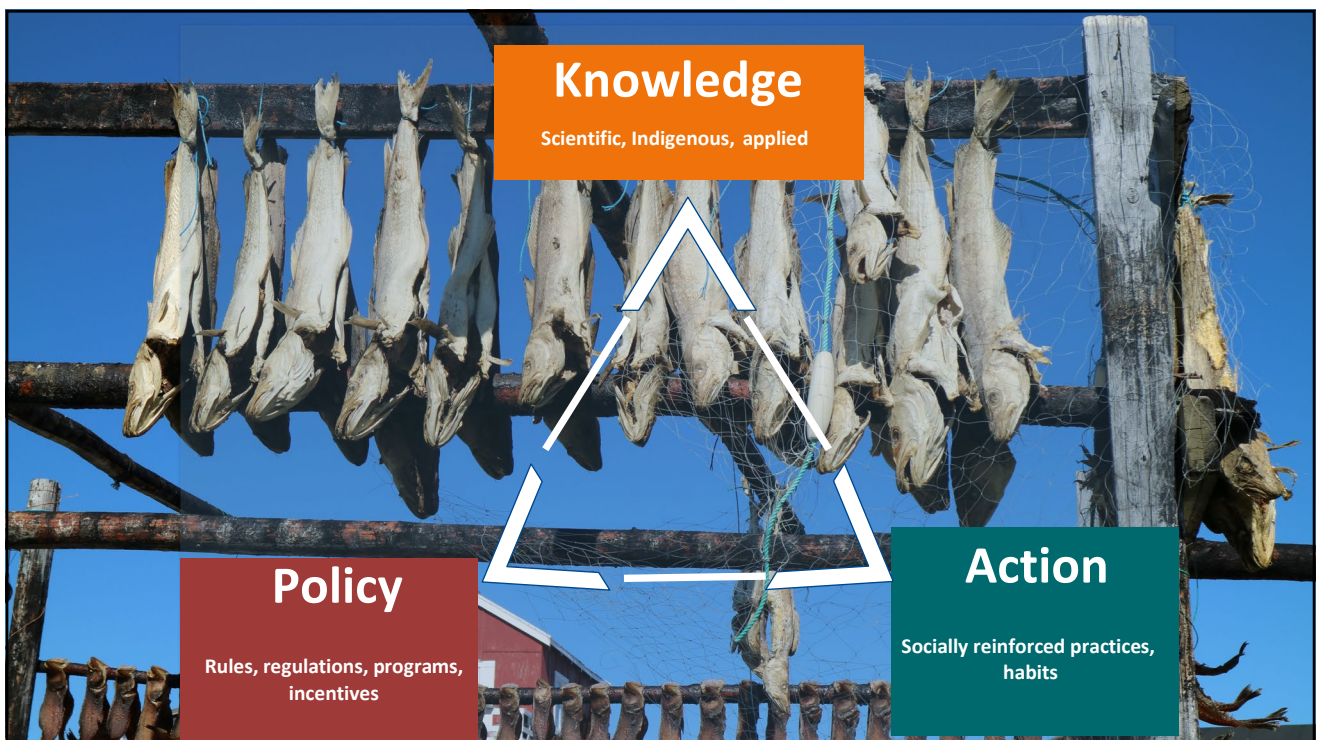 Knowledge
Scientific, Indigenous, applied
Policy
Rules, regulations, programs,
incentives
Action
Socially reinforced practices,
habits